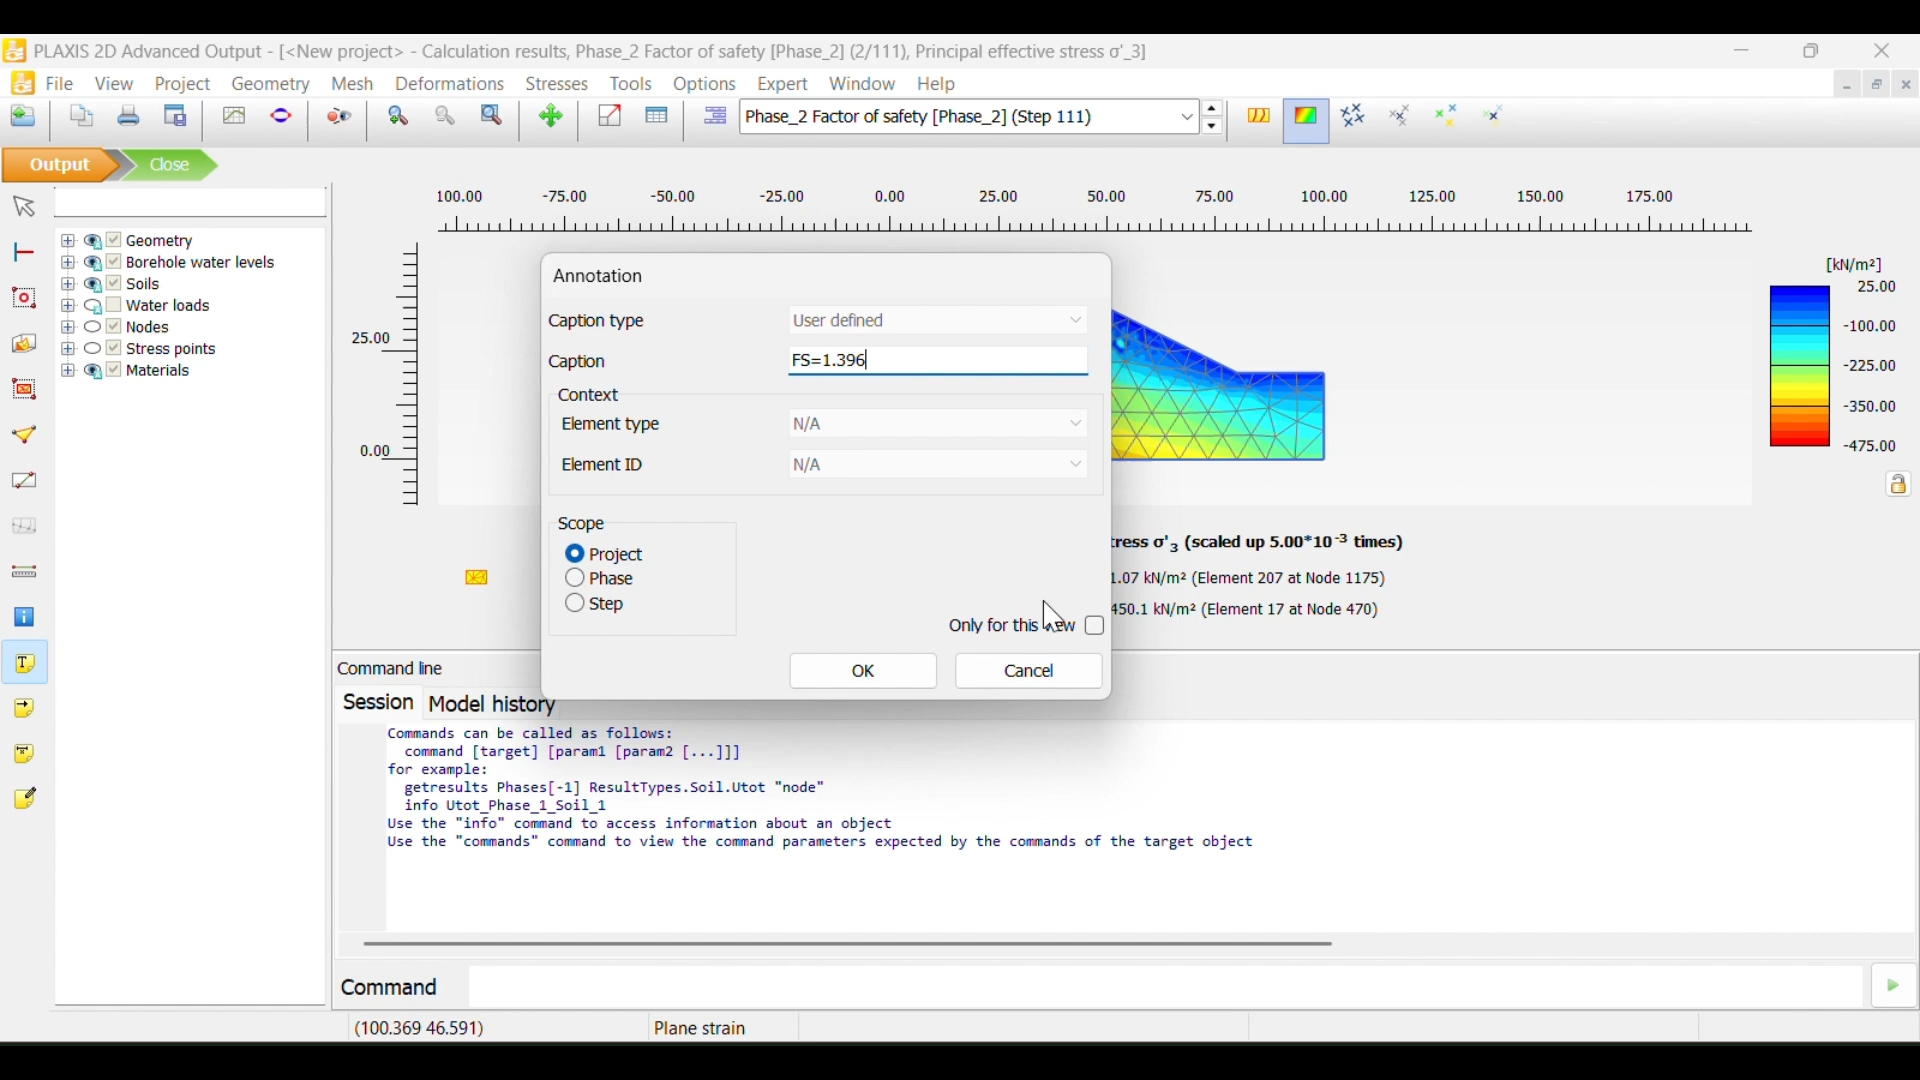 PLAXIS 2D Advanced Output - [<New project> - Calculation results, Phase_2 Factor of safety [Phase_2] (2/111), Principal effective stress σ'_3]
File View Project Geometry Mesh Deformations Stresses Tools Options Expert Window Help
Phase_2 Factor of safety [Phase_2] (Step 111)
Output Close
100.00 -75.00 -50.00 -25.00 0.00 25.00 50.00 75.00 100.00 125.00 150.00 175.00
Geometry
Borehole water levels
Soils
Water loads
Nodes
Stress points
Materials
25.00
0.00
Annotation
Caption type User defined
Caption FS=1.396
Context
Element type N/A
Element ID N/A
Scope
Project
Phase
Step
Only for this
OK Cancel
[kN/m²]
25.00
-100.00
-225.00
-350.00
-475.00
tress σ'3 (scaled up 5.00*10-3 times)
1.07 kN/m² (Element 207 at Node 1175)
450.1 kN/m² (Element 17 at Node 470)
Command line
Session Model history
Commands can be called as follows:
command [target] [param1 [param2 [...]]]
for example:
getresults Phases[-1] ResultTypes.Soil.Utot "node"
info Utot_Phase_1_Soil_1
Use the "info" command to access information about an object
Use the "commands" command to view the command parameters expected by the commands of the target object
Command
(100.369 46.591) Plane strain